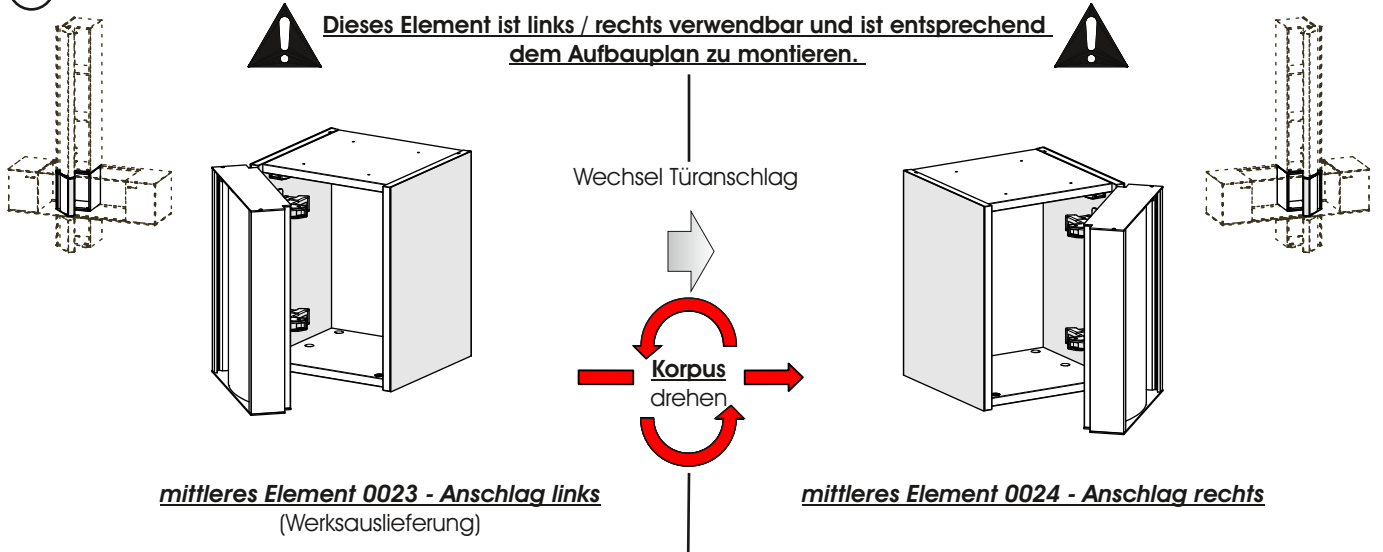 Dieses Element ist links / rechts verwendbar und ist entsprechend
dem Aufbauplan zu montieren.
Wechsel Türanschlag
Korpus
drehen
mittleres Element 0023 - Anschlag links
(Werksauslieferung)
mittleres Element 0024 - Anschlag rechts